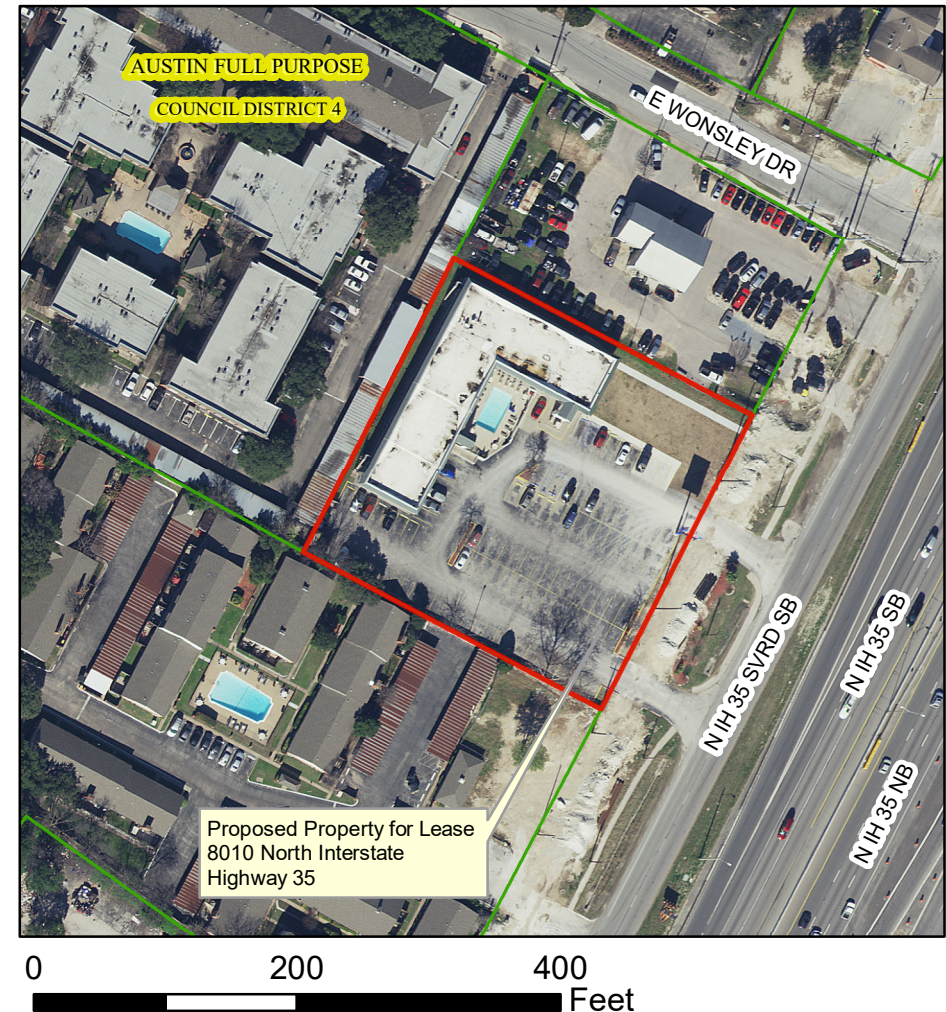 AUSTIN FULL PURPOSE
COUNCIL DISTRICT 4
E WONSLEY DR
N IH 35 SVRD SB
N IH 35 SB
N IH 35 NB
Proposed Property for Lease
8010 North Interstate
Highway 35
0
200
400
Feet